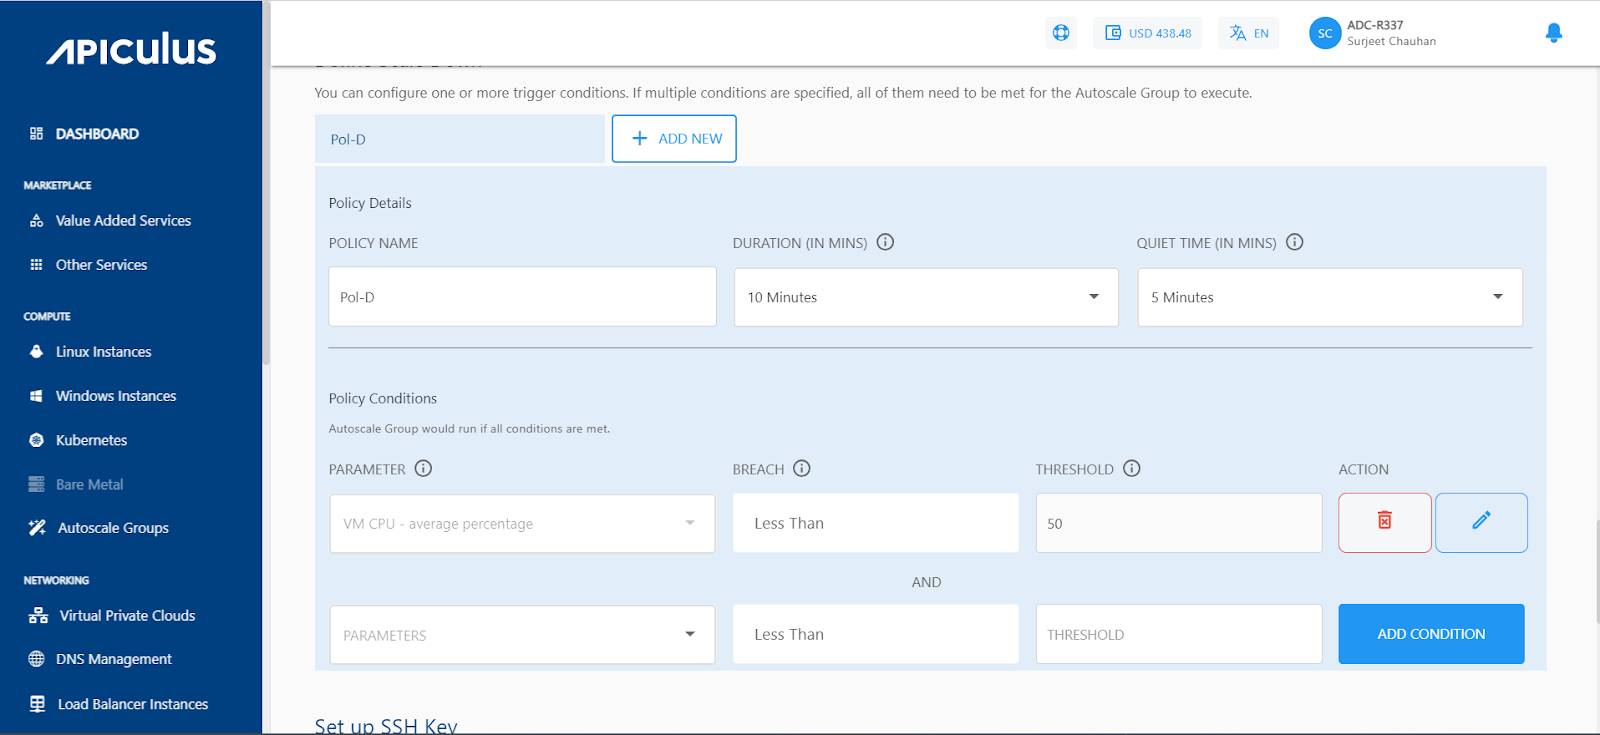 APICULUS
USD 438.48
EN
SC
ADC-R337
Surjeet Chauhan
DASHBOARD
MARKETPLACE
Value Added Services
Other Services
COMPUTE
Linux Instances
Windows Instances
Kubernetes
Bare Metal
Autoscale Groups
NETWORKING
Virtual Private Clouds
DNS Management
Load Balancer Instances
Define Scale Down
You can configure one or more trigger conditions. If multiple conditions are specified, all of them need to be met for the Autoscale Group to execute.
Pol-D
ADD NEW
Policy Details
POLICY NAME
DURATION (IN MINS)
QUIET TIME (IN MINS)
Pol-D
10 Minutes
5 Minutes
Policy Conditions
Autoscale Group would run if all conditions are met.
PARAMETER
BREACH
THRESHOLD
ACTION
VM CPU - average percentage
Less Than
50
AND
PARAMETERS
Less Than
THRESHOLD
ADD CONDITION
Set up SSH Key